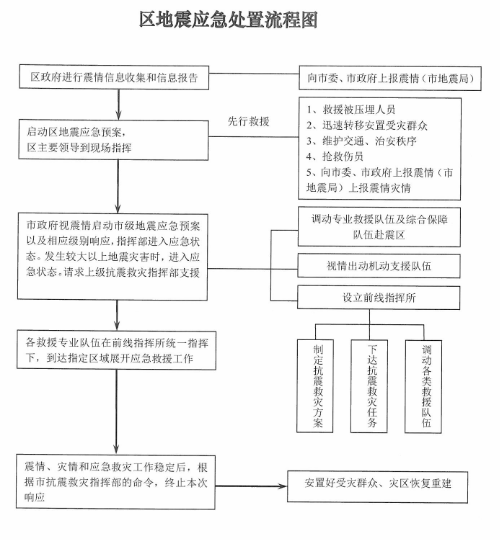 区地震应急处置流程图
区政府进行震情信息收集和信息报告
向市委、市政府上报震情（市地震局）
启动区地震应急预案，
区主要领导到现场指挥
先行救援
1、救援被压埋人员
2、迅速转移安置受灾群众
3、维护交通、治安秩序
4、抢救伤员
5、向市委、市政府上报震情（市
地震局）上报震情灾情
市政府视震情启动市级地震应急预案
以及相应级别响应，指挥部进入应急状
态。发生较大以上地震灾害时，进入应
急状态，请求上级抗震救灾指挥部支援
调动专业救援队伍及综合保障
队伍赴震区
视情出动机动支援队伍
设立前线指挥所
各救援专业队伍在前线指挥所统一指挥
下，到达指定区域展开应急救援工作
制定抗震救灾方案
下达抗震救灾任务
调动各类救援队伍
震情、灾情和应急救灾工作稳定后，根
据市抗震救灾指挥部的命令，终止本次
响应
安置好受灾群众、灾区恢复重建